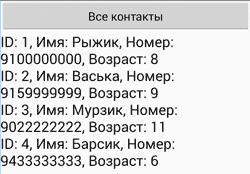 Все контакты
ID: 1, Имя: Рыжик, Номер:
9100000000, Возраст: 8
ID: 2, Имя: Васька, Номер:
9159999999, Возраст: 9
ID: 3, Имя: Мурзик, Номер:
9022222222, Возраст: 11
ID: 4, Имя: Барсик, Номер:
9433333333, Возраст: 6